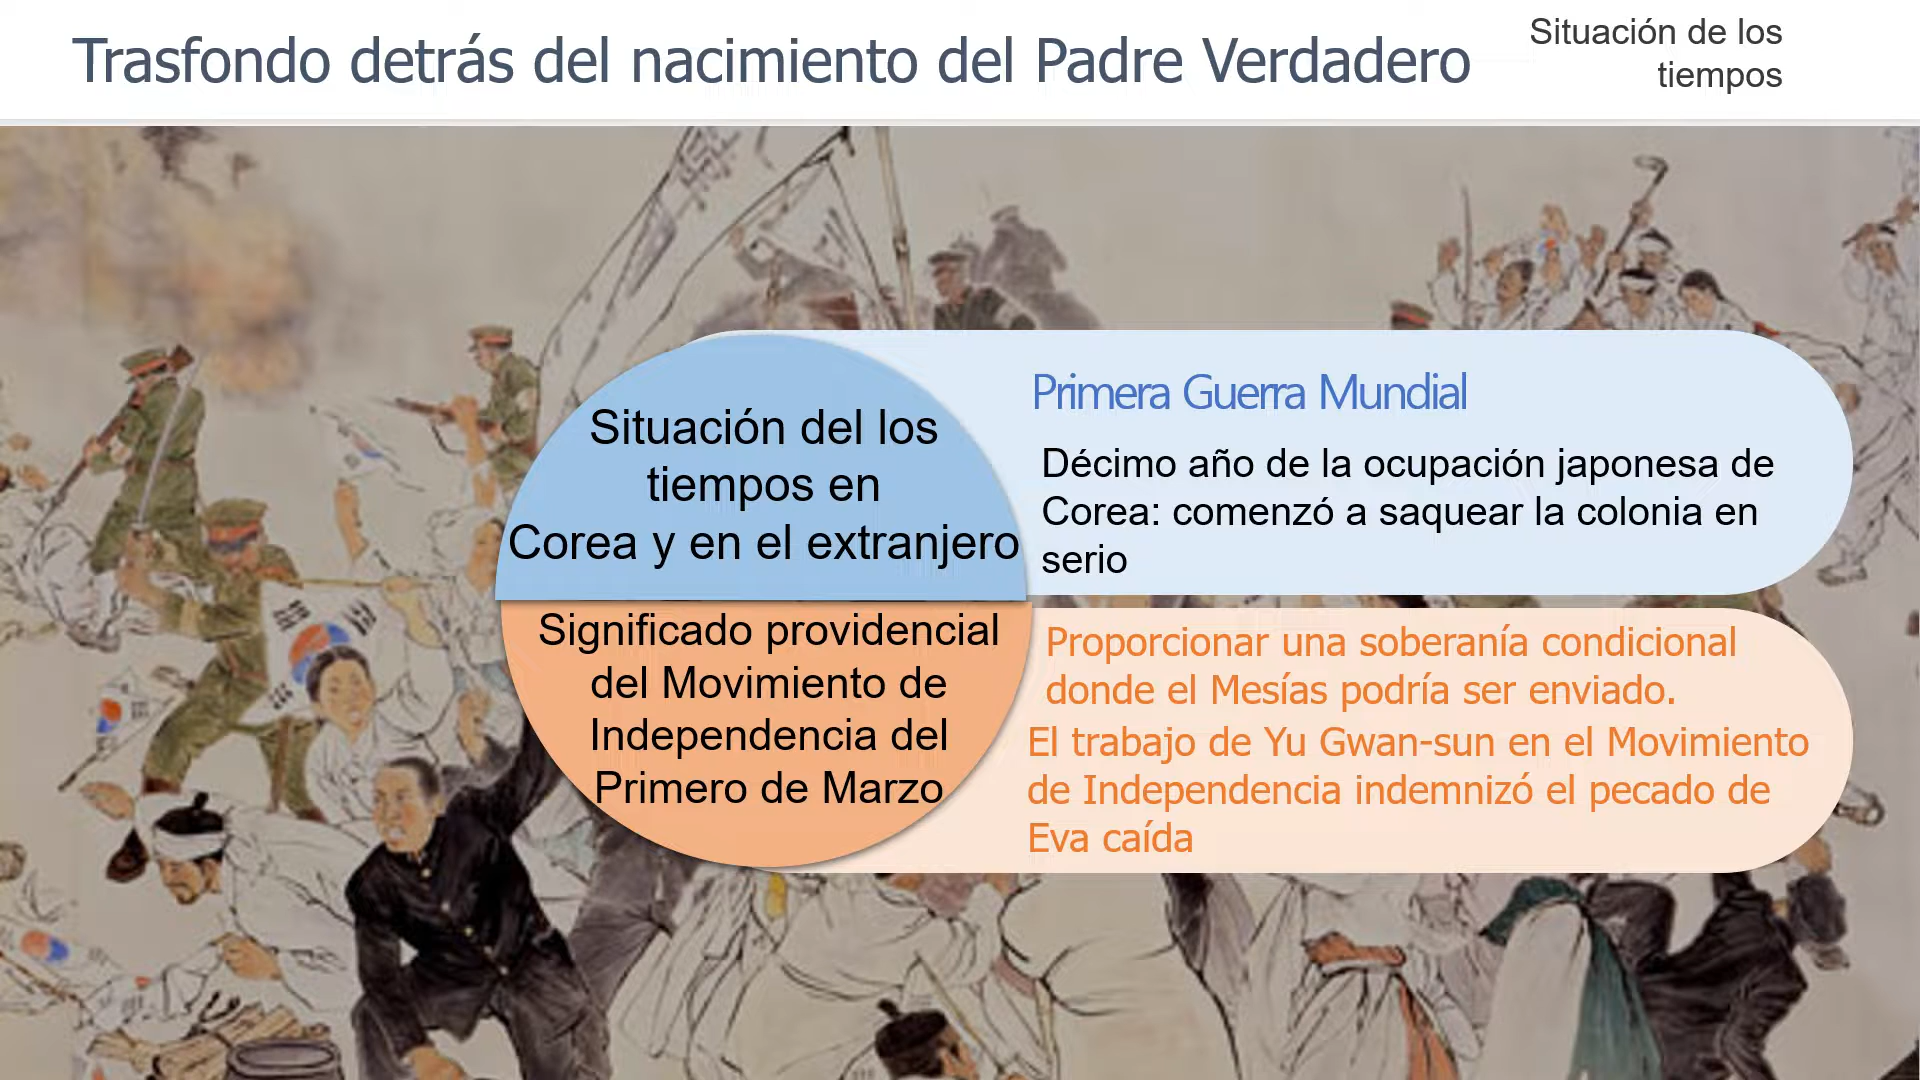 Trasfondo detrás del nacimiento del Padre Verdadero
Situación de los
tiempos
Situación del los
tiempos en
Corea y en el extranjero
Primera Guerra Mundial
Décimo año de la ocupación japonesa de
Corea: comenzó a saquear la colonia en
serio
Significado providencial
del Movimiento de
Independencia del
Primero de Marzo
Proporcionar una soberanía condicional
donde el Mesías podría ser enviado.
El trabajo de Yu Gwan-sun en el Movimiento
de Independencia indemnizó el pecado de
Eva caída